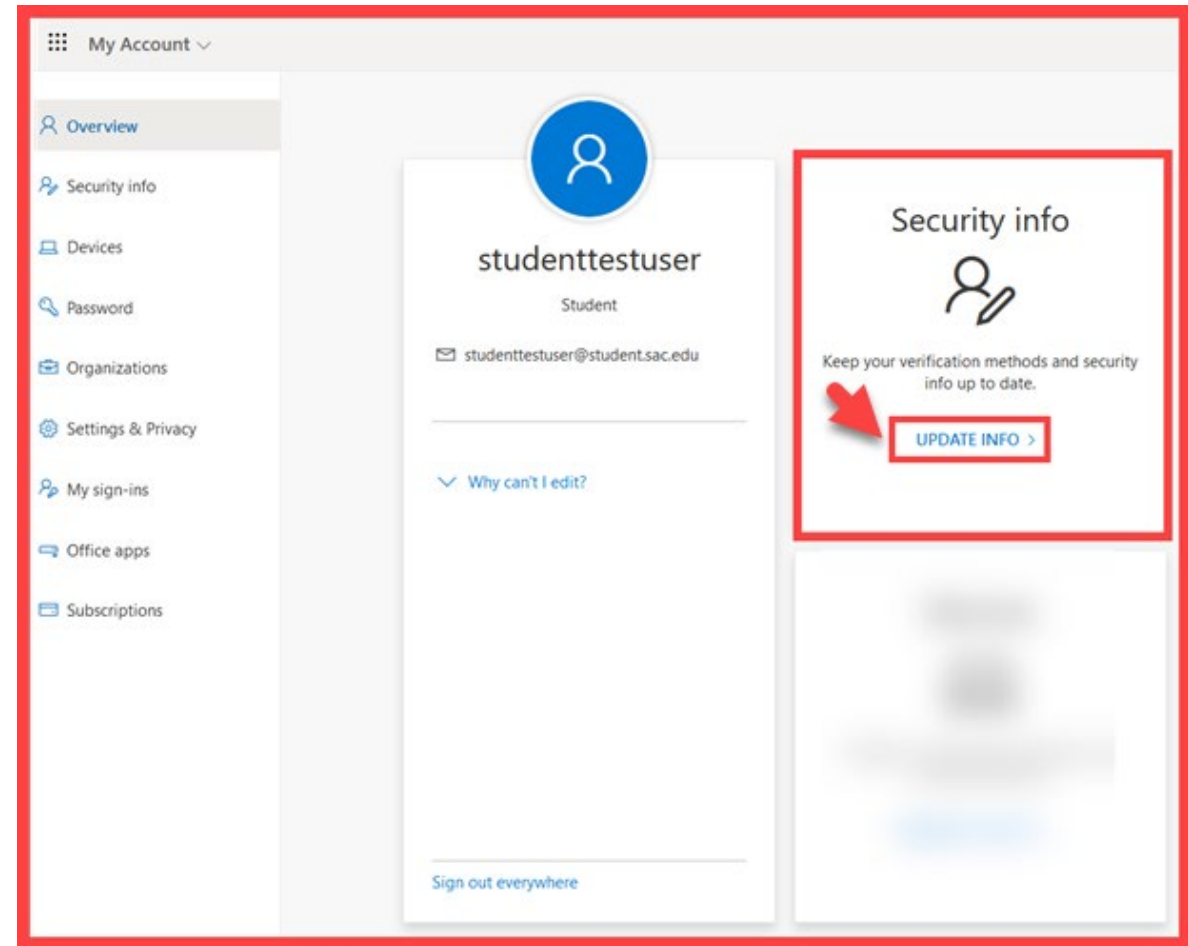 My Account
Overview
Security info
Devices
Password
Organizations
Settings & Privacy
My sign-ins
Office apps
Subscriptions
studenttestuser
Student
studenttestuser@student.sac.edu
Why can't I edit?
Sign out everywhere
Security info
Keep your verification methods and security
info up to date.
UPDATE INFO >